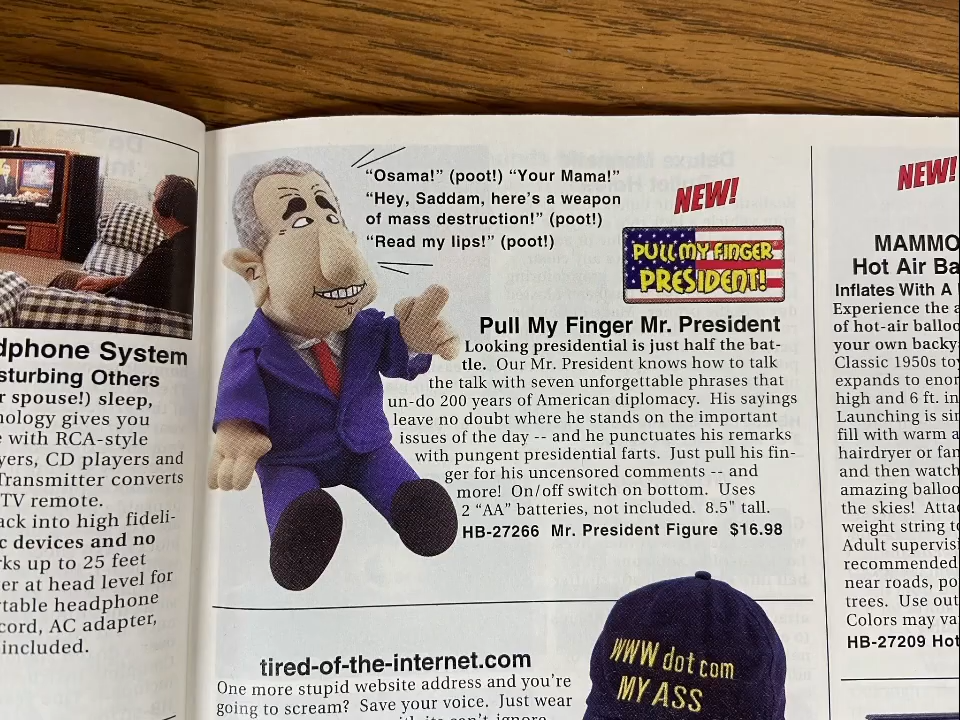 dphone System
sturbing Others
r spouse!) sleep,
nology gives you
e with RCA-style
yers, CD players and
Transmitter converts
TV remote.
ack into high fideli-
c devices and no
rks up to 25 feet
er at head level for
rtable headphone
cord, AC adapter,
included.
"Osama!" (poot!) "Your Mama!"
"Hey, Saddam, here's a weapon
of mass destruction!" (poot!)
"Read my lips!" (poot!)
NEW!
PULL MY FINGER
PRESIDENT!
Pull My Finger Mr. President
Looking presidential is just half the bat-
tle. Our Mr. President knows how to talk
the talk with seven unforgettable phrases that
un-do 200 years of American diplomacy. His sayings
leave no doubt where he stands on the important
issues of the day -- and he punctuates his remarks
with pungent presidential farts. Just pull his fin-
ger for his uncensored comments -- and
more! On/off switch on bottom. Uses
2 "AA" batteries, not included. 8.5" tall.
HB-27266 Mr. President Figure $16.98
tired-of-the-internet.com
One more stupid website address and you're
going to scream? Save your voice. Just wear
can't ignore
WWW dot com
MY ASS
NEW!
MAMMO
Hot Air Ba
Inflates With A
Experience the a
of hot-air balloo
your own backy
Classic 1950s toy
expands to enor
high and 6 ft. in
Launching is sim
fill with warm a
hairdryer or fan
and then watch
amazing balloo
the skies! Attac
weight string to
Adult supervisi
recommended
near roads, po
trees. Use out
Colors may va
HB-27209 Hot